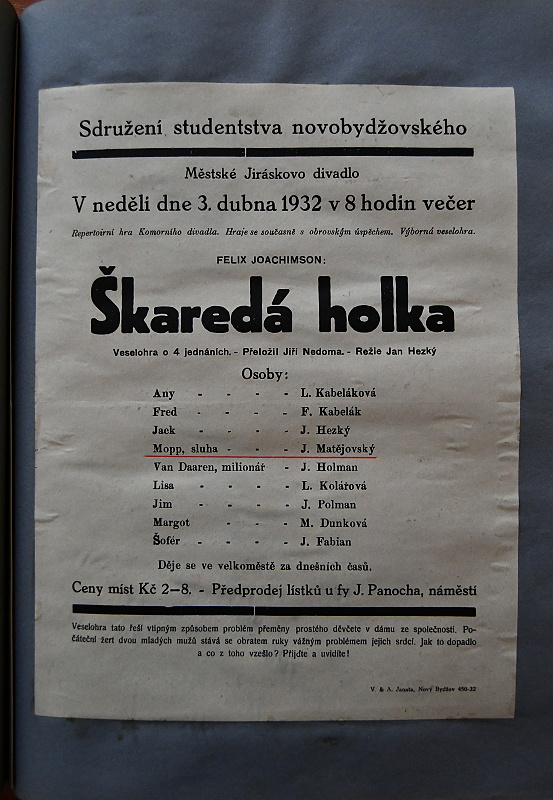 Sdružení studentstva novobydžovského
Městské Jiráskovo divadlo
V neděli dne 3. dubna 1932 v 8 hodin večer
Repertoirní hra Komorního divadla. Hraje se současně s obrovským úspěchem. Výborná veselohra.
FELIX JOACHIMSON:
Škaredá holka
Veselohra o 4 jednáních. - Přeložil Jiří Nedoma. - Režie Jan Hezký
Osoby:
Any - - - - L. Kabeláková
Fred - - - - F. Kabelák
Jack - - - - J. Hezký
Mopp, sluha - - - J. Matějovský
Van Daaren, milionář - J. Holman
Lisa - - - - L. Kolářová
Jim - - - - J. Polman
Margot - - - M. Dunková
Šofér - - - - J. Fabian
Děje se ve velkoměstě za dnešních časů.
Ceny míst Kč 2–8. - Předprodej lístků u fy J. Panocha, náměstí
Veselohra tato řeší vtipným způsobem problém přeměny prostého děvčete v dámu ze společnosti. Po-
čáteční žert dvou mladých mužů stává se obratem ruky vážným problémem jejich srdcí. Jak to dopadlo
a co z toho vzešlo? Přijďte a uvidíte!
V. & A. Janata, Nový Bydžov 450-32